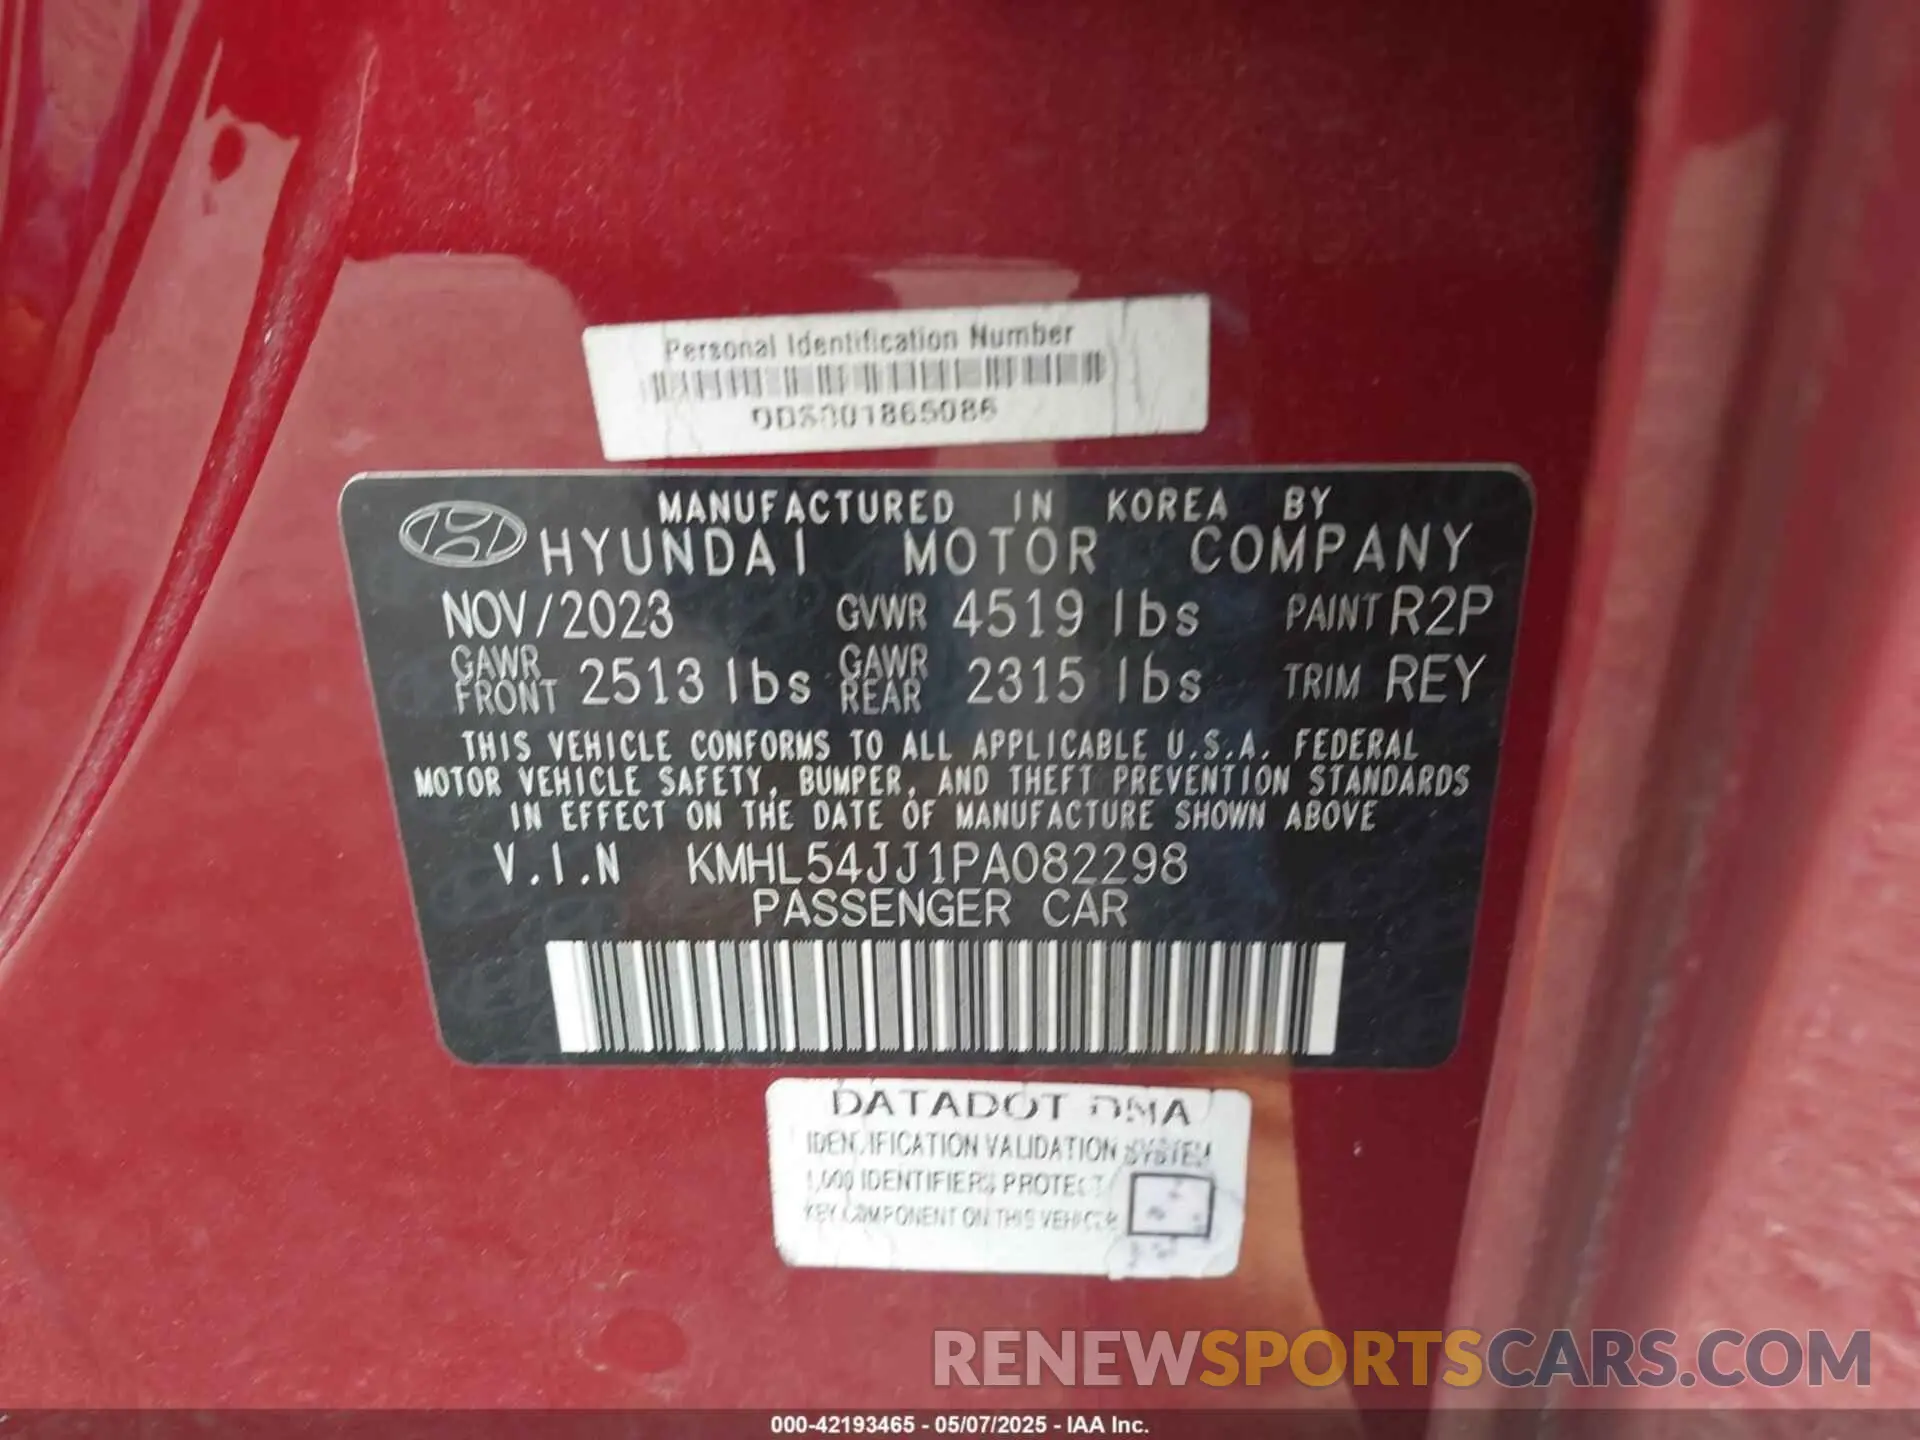 Personal Identification Number
MANUFACTURED IN KOREA BY
HYUNDAI MOTOR COMPANY
NOV/2023 GVWR 4519 lbs PAINT R2P
GAWR FRONT 2513 lbs GAWR REAR 2315 lbs TRIM REY
THIS VEHICLE CONFORMS TO ALL APPLICABLE U.S.A. FEDERAL
MOTOR VEHICLE SAFETY, BUMPER, AND THEFT PREVENTION STANDARDS
IN EFFECT ON THE DATE OF MANUFACTURE SHOWN ABOVE
V.I.N KMHL54JJ1PA082298
PASSENGER CAR
DATADOT DNA
IDENTIFICATION VALIDATION SYSTEM
1,000 IDENTIFIERS PROTECT
KEY COMPONENT ON THIS VEHICLE
RENEWSPORTSCARS.COM
000-42193465 - 05/07/2025 - IAA Inc.